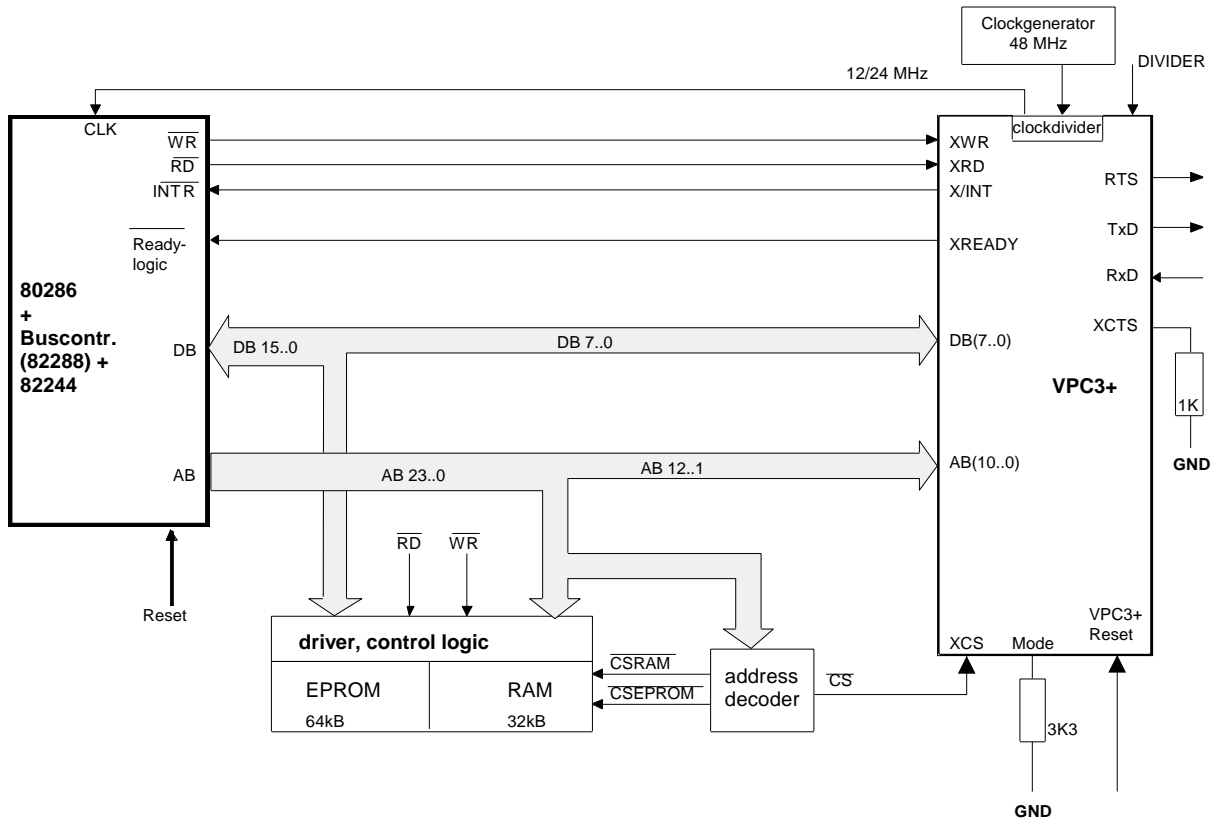 Clockgenerator
48 MHz
DIVIDER
12/24 MHz
CLK
clockdivider
WR
XWR
RD
XRD
INTR
X/INT
RTS
Ready-
logic
XREADY
TxD
RxD
80286
+
Buscontr.
(82288) +
82244
XCTS
DB
DB 15..0
DB 7..0
DB(7..0)
VPC3+
1K
GND
AB
AB 23..0
AB 12..1
AB(10..0)
RD
WR
Reset
VPC3+
Reset
driver, control logic
XCS
Mode
CSRAM
CSEPROM
address
decoder
CS
EPROM
RAM
64kB
32kB
3K3
GND